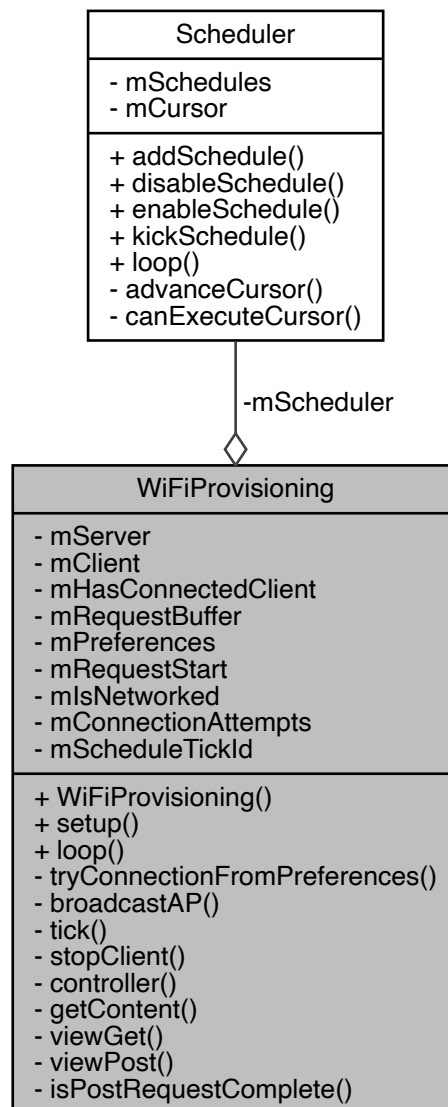 Scheduler
- mSchedules
- mCursor
+ addSchedule()
+ disableSchedule()
+ enableSchedule()
+ kickSchedule()
+ loop()
- advanceCursor()
- canExecuteCursor()
-mScheduler
WiFiProvisioning
- mServer
- mClient
- mHasConnectedClient
- mRequestBuffer
- mPreferences
- mRequestStart
- mIsNetworked
- mConnectionAttempts
- mScheduleTickId
+ WiFiProvisioning()
+ setup()
+ loop()
- tryConnectionFromPreferences()
- broadcastAP()
- tick()
- stopClient()
- controller()
- getContent()
- viewGet()
- viewPost()
- isPostRequestComplete()